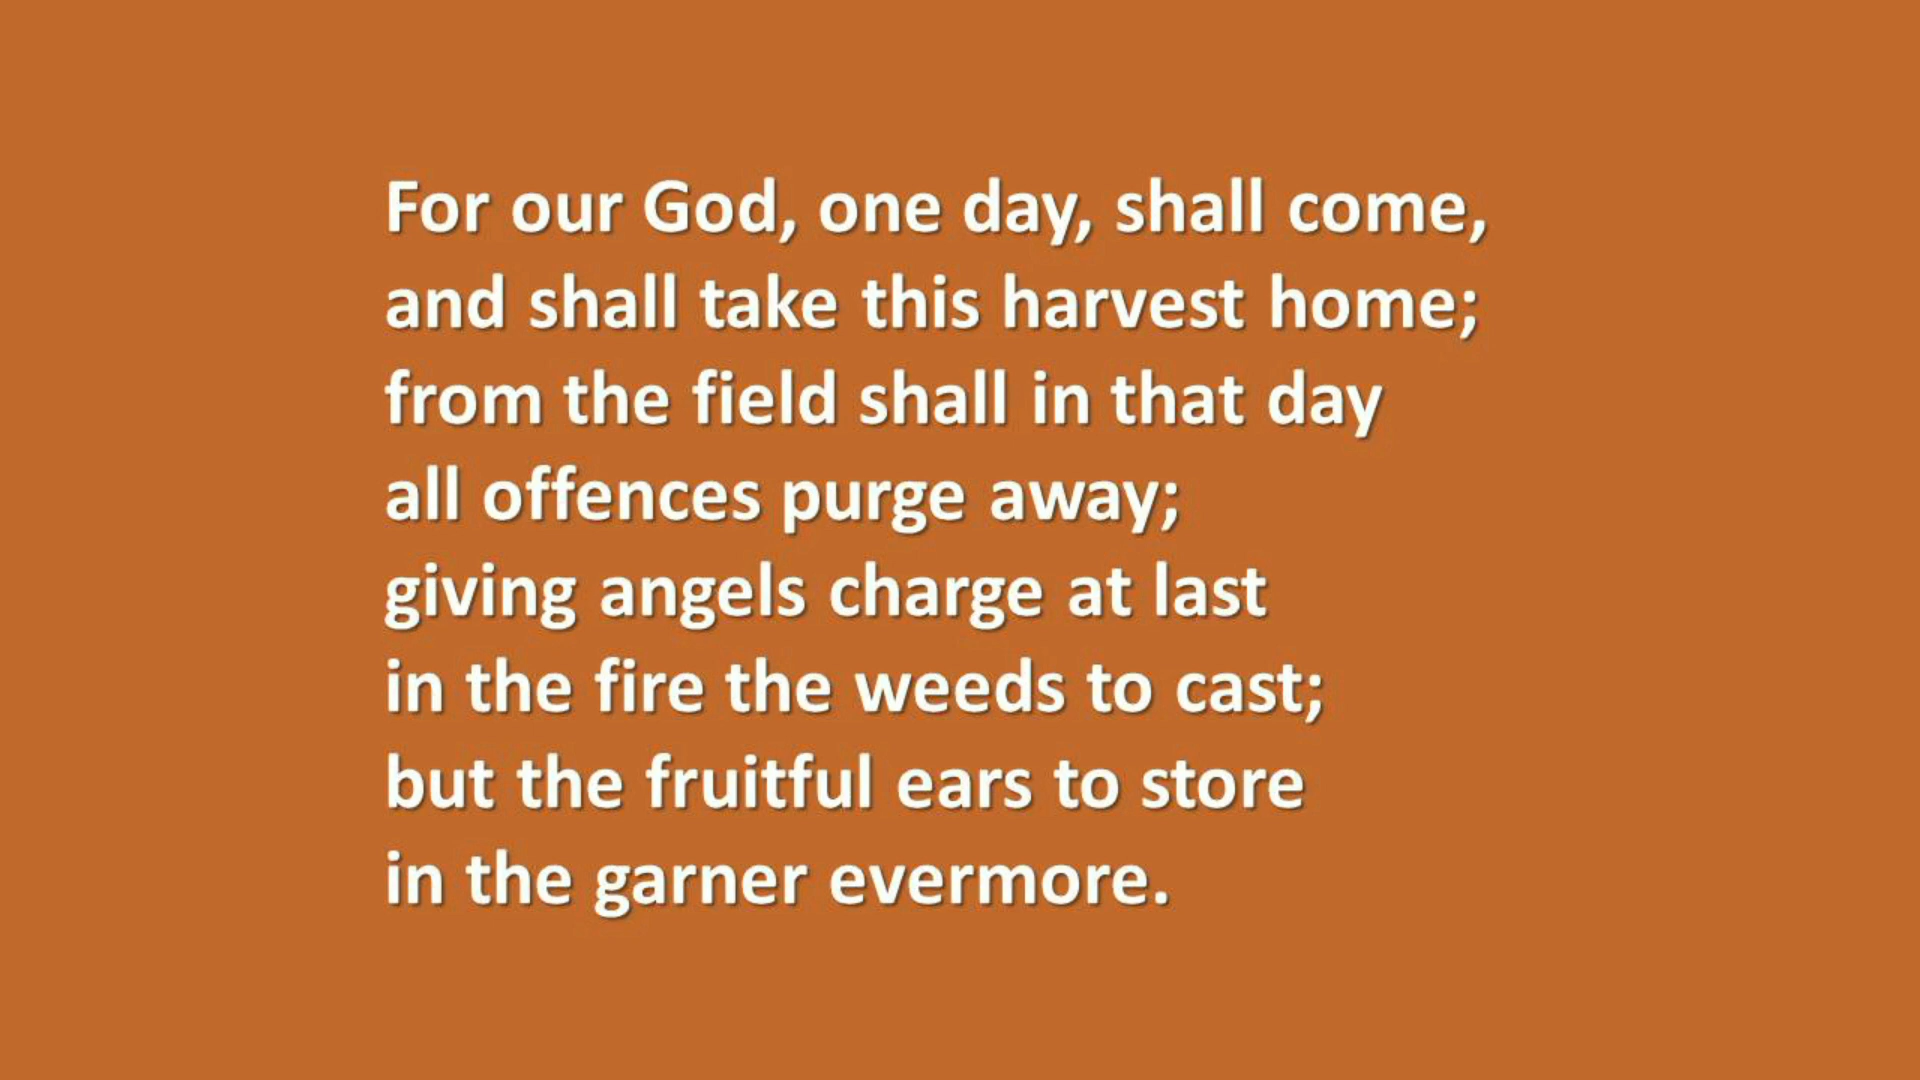 For our God, one day, shall come,
and shall take this harvest home;
from the field shall in that day
all offences purge away;
giving angels charge at last
in the fire the weeds to cast;
but the fruitful ears to store
in the garner evermore.